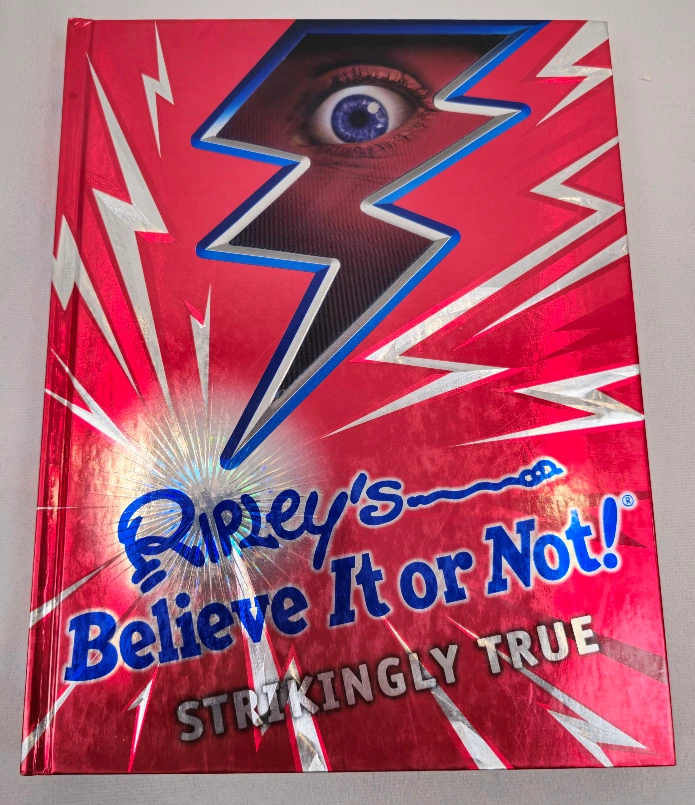 RIPLEY'S
Believe It or Not!®
STRIKINGLY TRUE